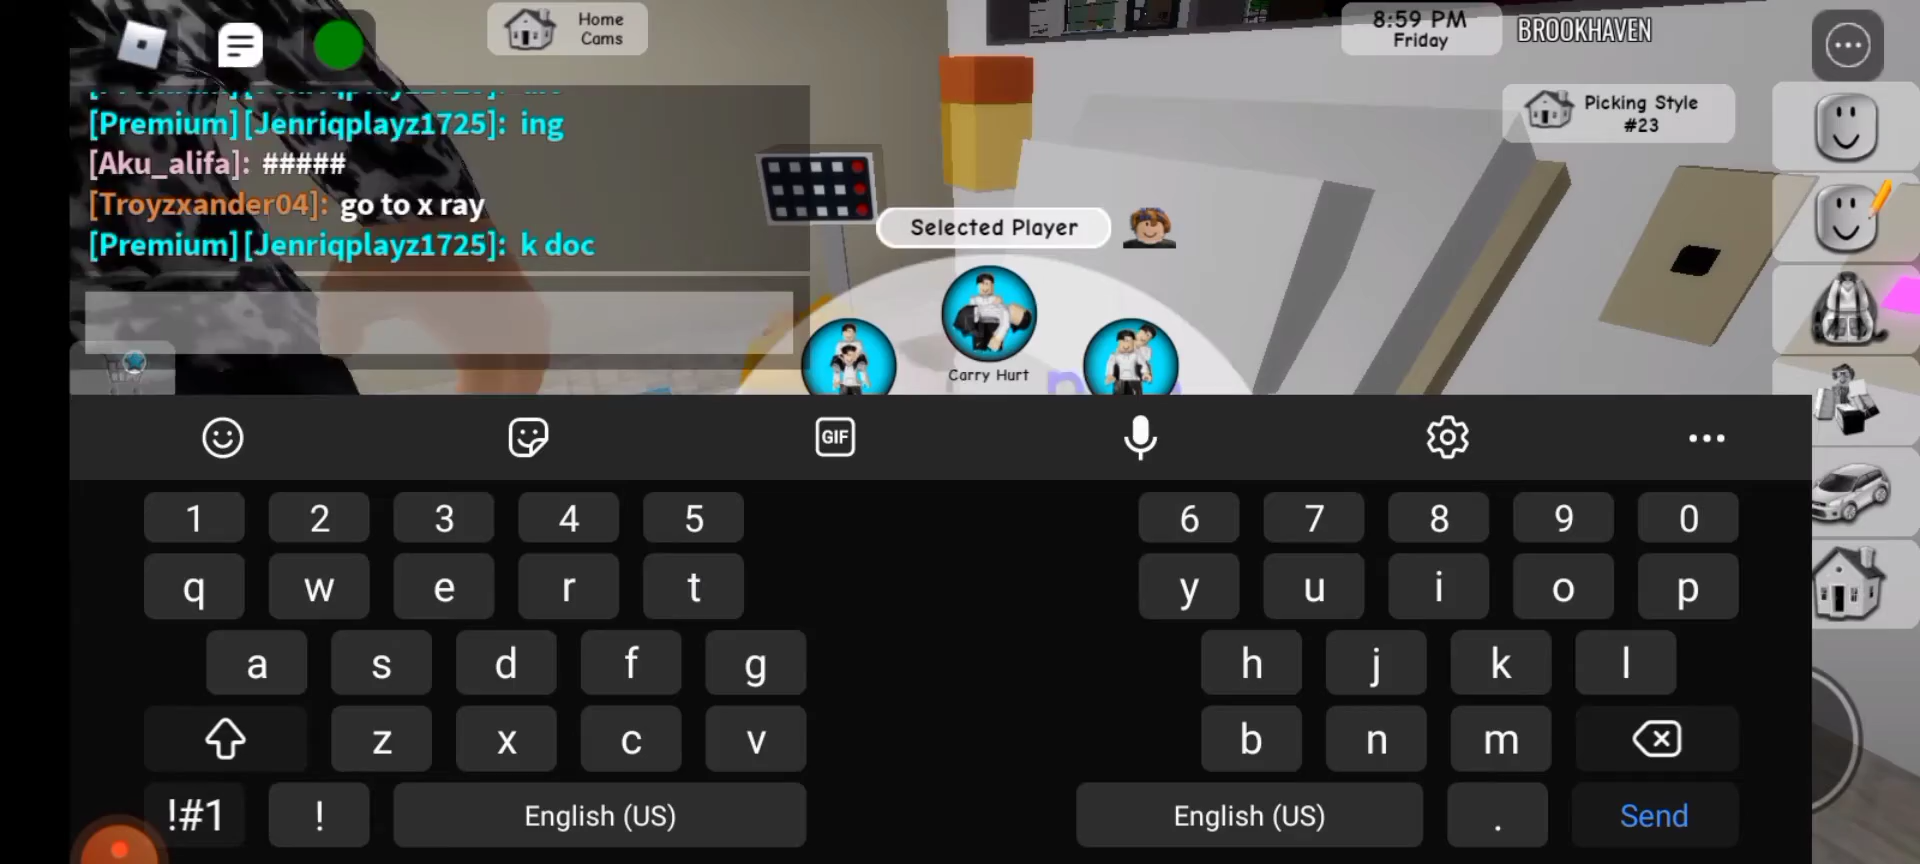 Home
Cams
8:59 PM
Friday
BROOKHAVEN
Picking Style
#23
[Premium][Jenriqplayz1725]: ing
[Aku_alifa]: #####
[Troyzxander04]: go to x ray
[Premium][Jenriqplayz1725]: k doc
Selected Player
Carry Hurt
GIF
1 2 3 4 5 6 7 8 9 0
q w e r t y u i o p
a s d f g h j k l
z x c v b n m
!#1 ! English (US) English (US) . Send